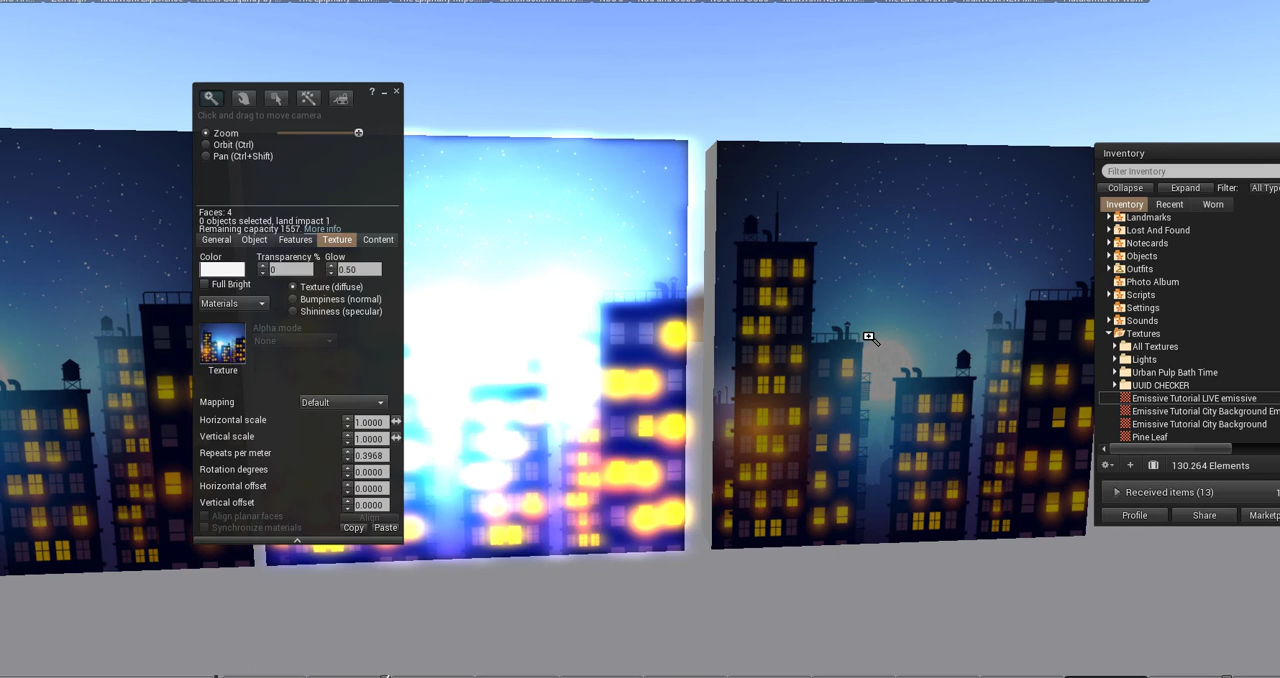 ? _ ×
Click and drag to move camera
Zoom
Orbit (Ctrl)
Pan (Ctrl+Shift)
Faces: 4
0 objects selected, land impact 1
Remaining capacity 1557. More info
General Object Features Texture Content
Color Transparency % Glow
0 0.50
Full Bright
Texture (diffuse)
Materials
Bumpiness (normal)
Shininess (specular)
Alpha mode
None
Texture
Mapping Default
Horizontal scale 1.0000
Vertical scale 1.0000
Repeats per meter 0.3968
Rotation degrees 0.0000
Horizontal offset 0.0000
Vertical offset 0.0000
Align planar faces Align
Synchronize materials Copy Paste
Inventory
Filter Inventory
Collapse Expand Filter: All
Inventory Recent Worn
Landmarks
Lost And Found
Notecards
Objects
Outfits
Photo Album
Scripts
Settings
Sounds
Textures
All Textures
Lights
Urban Pulp Bath Time
UUID CHECKER
Emissive Tutorial LIVE emissive
Emissive Tutorial City Background
Emissive Tutorial City Background
Pine Leaf
130.264 Elements
Received items (13)
Profile Share